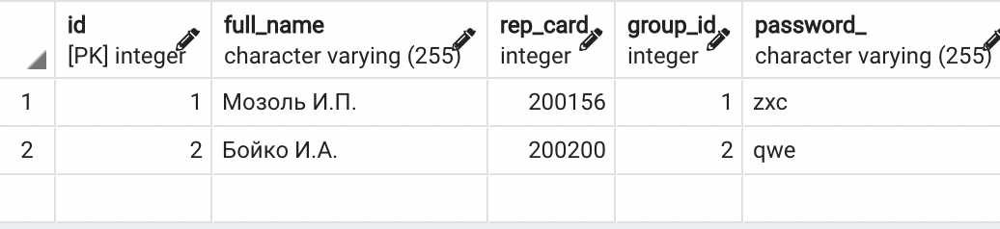 id full_name rep_card group_id password_
[PK] integer character varying (255) integer integer character varying (255)
1 1 Мозоль И.П. 200156 1 zxc
2 2 Бойко И.А. 200200 2 qwe